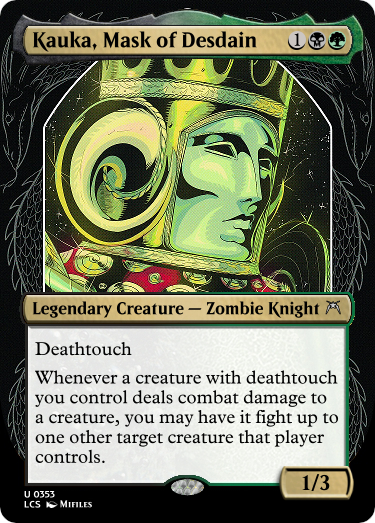 Kauka, Mask of Desdain 1
Legendary Creature — Zombie Knight
Deathtouch
Whenever a creature with deathtouch
you control deals combat damage to
a creature, you may have it fight up to
one other target creature that player
controls.
1/3
U 0353
LCS Mifiles